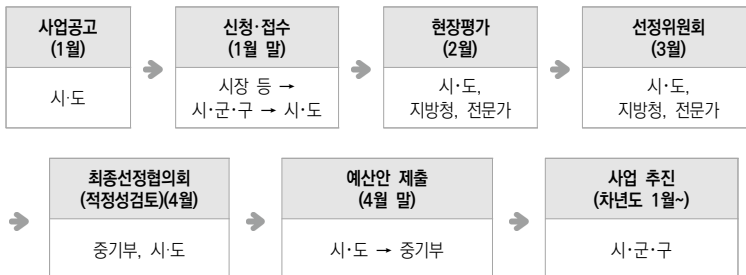 사업공고
(1월)
시·도
신청·접수
(1월 말)
시장 등 →
시·군·구 → 시·도
현장평가
(2월)
시·도,
지방청, 전문가
선정위원회
(3월)
시·도,
지방청, 전문가
최종선정협의회
(적정성검토)(4월)
중기부, 시·도
예산안 제출
(4월 말)
시·도 → 중기부
사업 추진
(차년도 1월~)
시·군·구